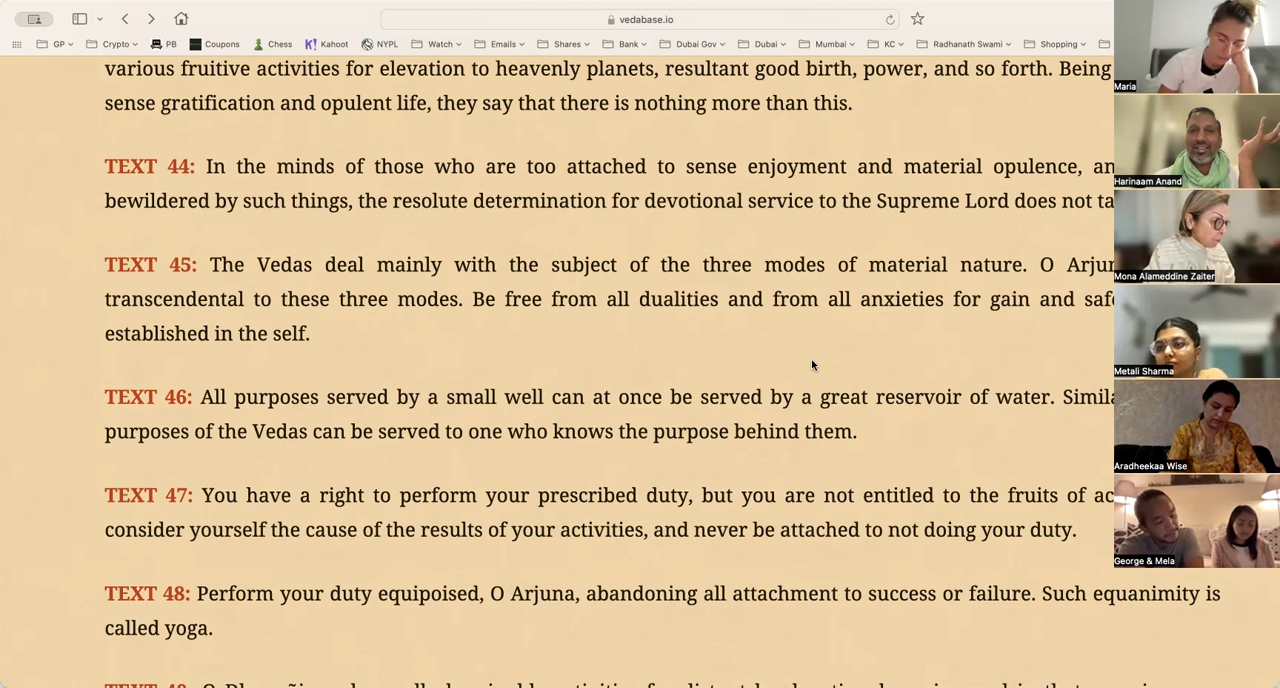 vedabase.io
GP Crypto PB Coupons Chess Kahoot NYPL Watch Emails Shares Bank Dubai Gov Dubai Mumbai KC Radhanath Swami Shopping
various fruitive activities for elevation to heavenly planets, resultant good birth, power, and so forth. Being
sense gratification and opulent life, they say that there is nothing more than this.
TEXT 44: In the minds of those who are too attached to sense enjoyment and material opulence, an
bewildered by such things, the resolute determination for devotional service to the Supreme Lord does not ta
TEXT 45: The Vedas deal mainly with the subject of the three modes of material nature. O Arju
transcendental to these three modes. Be free from all dualities and from all anxieties for gain and safe
established in the self.
TEXT 46: All purposes served by a small well can at once be served by a great reservoir of water. Simila
purposes of the Vedas can be served to one who knows the purpose behind them.
TEXT 47: You have a right to perform your prescribed duty, but you are not entitled to the fruits of ac
consider yourself the cause of the results of your activities, and never be attached to not doing your duty.
TEXT 48: Perform your duty equipoised, O Arjuna, abandoning all attachment to success or failure. Such equanimity is
called yoga.
Maria
Harinaam Anand
Mona Alameddine Zaiter
Metali Sharma
Aradheekaa Wise
George & Mela